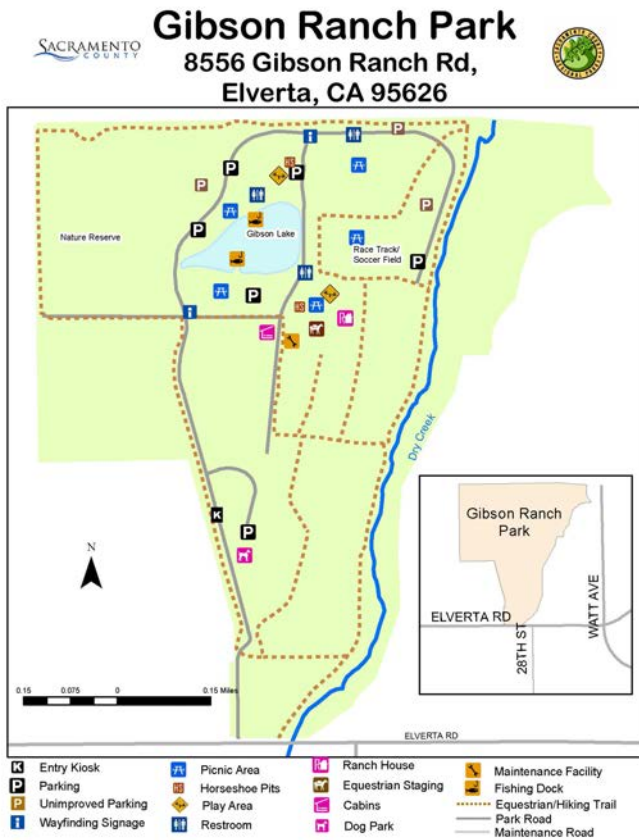 SACRAMENTO
COUNTY
Gibson Ranch Park
8556 Gibson Ranch Rd,
Elverta, CA 95626
P
i
P
HS
P
P
P
Nature Reserve
Gibson Lake
P
Race Track/
Soccer Field
P
P
HS
i
Dry Creek
K
P
N
0.15 0.075 0 0.15 Miles
Gibson Ranch
Park
ELVERTA RD
28TH ST
WATT AVE
ELVERTA RD
K Entry Kiosk
P Parking
P Unimproved Parking
i Wayfinding Signage
Picnic Area
HS Horseshoe Pits
Play Area
Restroom
Ranch House
Equestrian Staging
Cabins
Dog Park
Maintenance Facility
Fishing Dock
Equestrian/Hiking Trail
Park Road
Maintenance Road